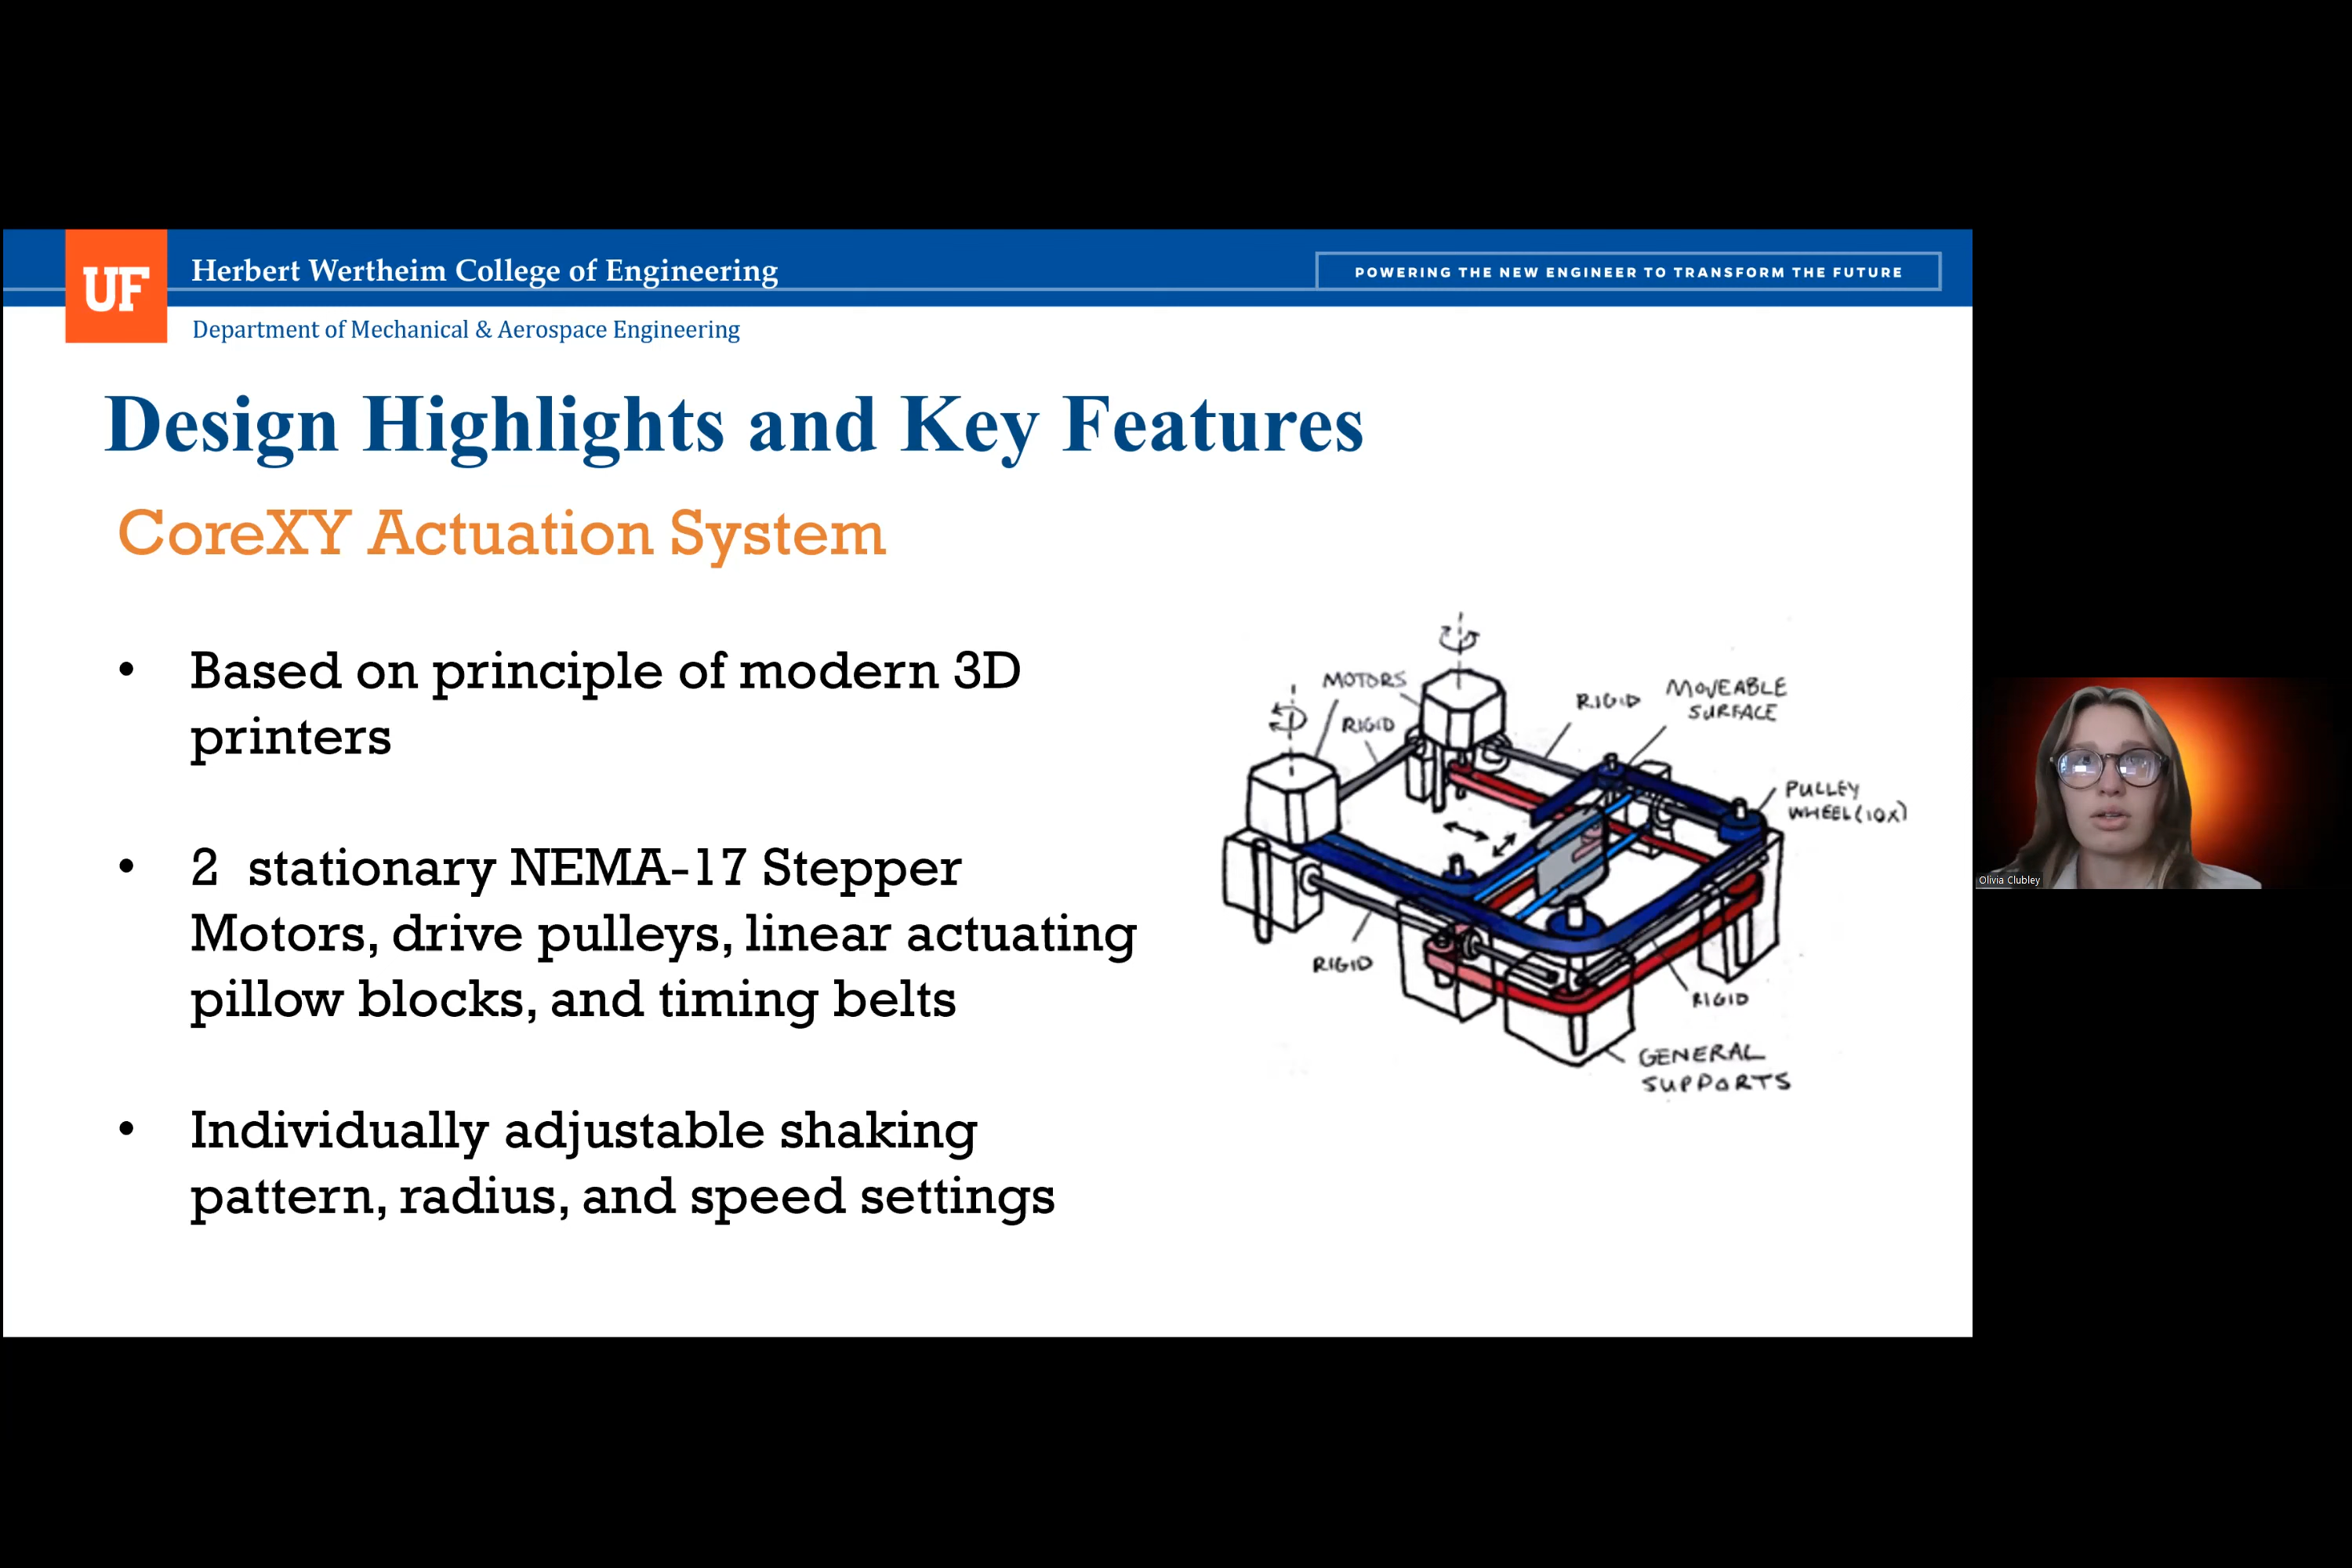 UF
Herbert Wertheim College of Engineering
POWERING THE NEW ENGINEER TO TRANSFORM THE FUTURE
Department of Mechanical & Aerospace Engineering
Design Highlights and Key Features
CoreXY Actuation System
• Based on principle of modern 3D
printers
• 2 stationary NEMA-17 Stepper
Motors, drive pulleys, linear actuating
pillow blocks, and timing belts
• Individually adjustable shaking
pattern, radius, and speed settings
MOTORS
RIGID
RIGID
MOVEABLE
SURFACE
PULLEY
WHEEL (10X)
RIGID
RIGID
GENERAL
SUPPORTS
Olivia Clubley